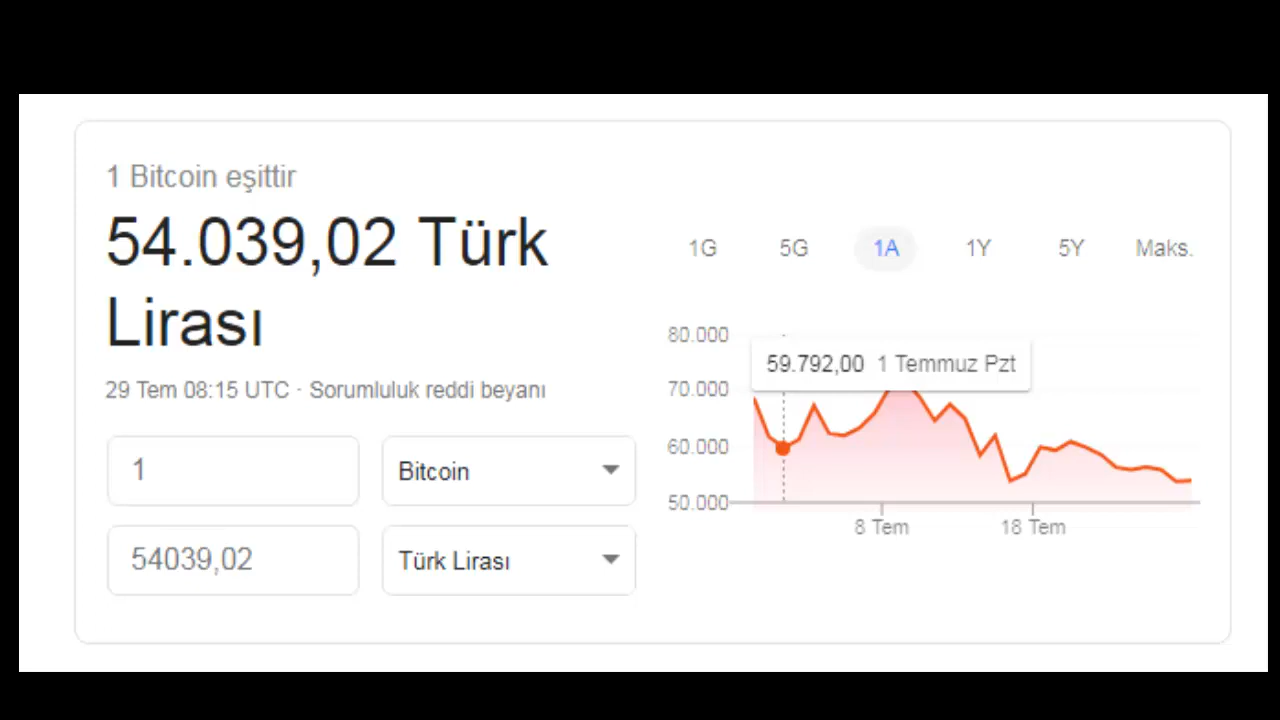 1 Bitcoin eşittir
54.039,02 Türk
Lirası
29 Tem 08:15 UTC · Sorumluluk reddi beyanı
1
Bitcoin
54039,02
Türk Lirası
1G 5G 1A 1Y 5Y Maks.
80.000
59.792,00 1 Temmuz Pzt
70.000
60.000
50.000
8 Tem 18 Tem